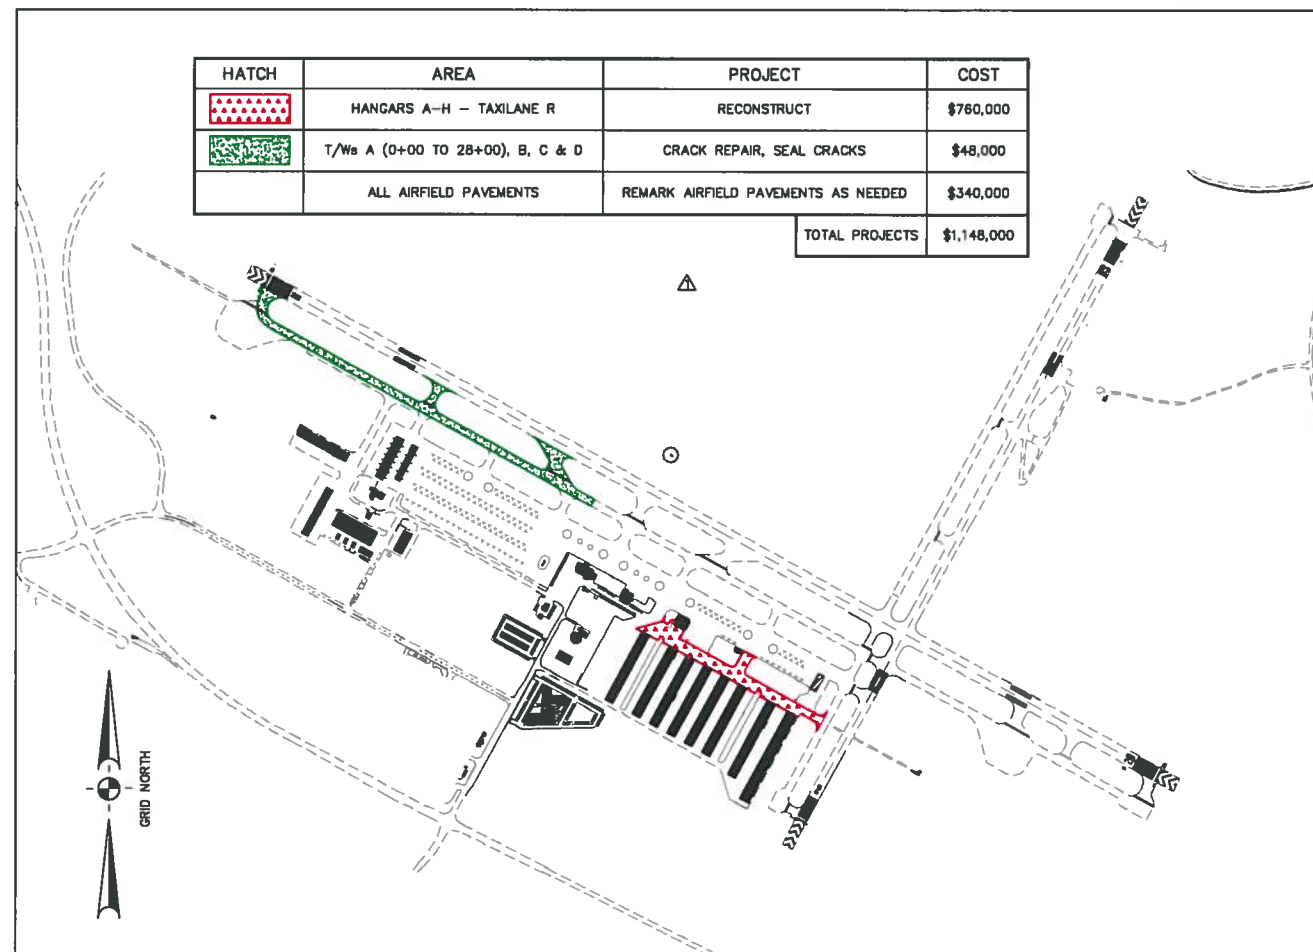 HATCH AREA PROJECT COST
HANGARS A-H - TAXILANE R RECONSTRUCT $760,000
T/Ws A (0+00 TO 28+00), B, C & D CRACK REPAIR, SEAL CRACKS $48,000
ALL AIRFIELD PAVEMENTS REMARK AIRFIELD PAVEMENTS AS NEEDED $340,000
TOTAL PROJECTS $1,148,000
GRID NORTH